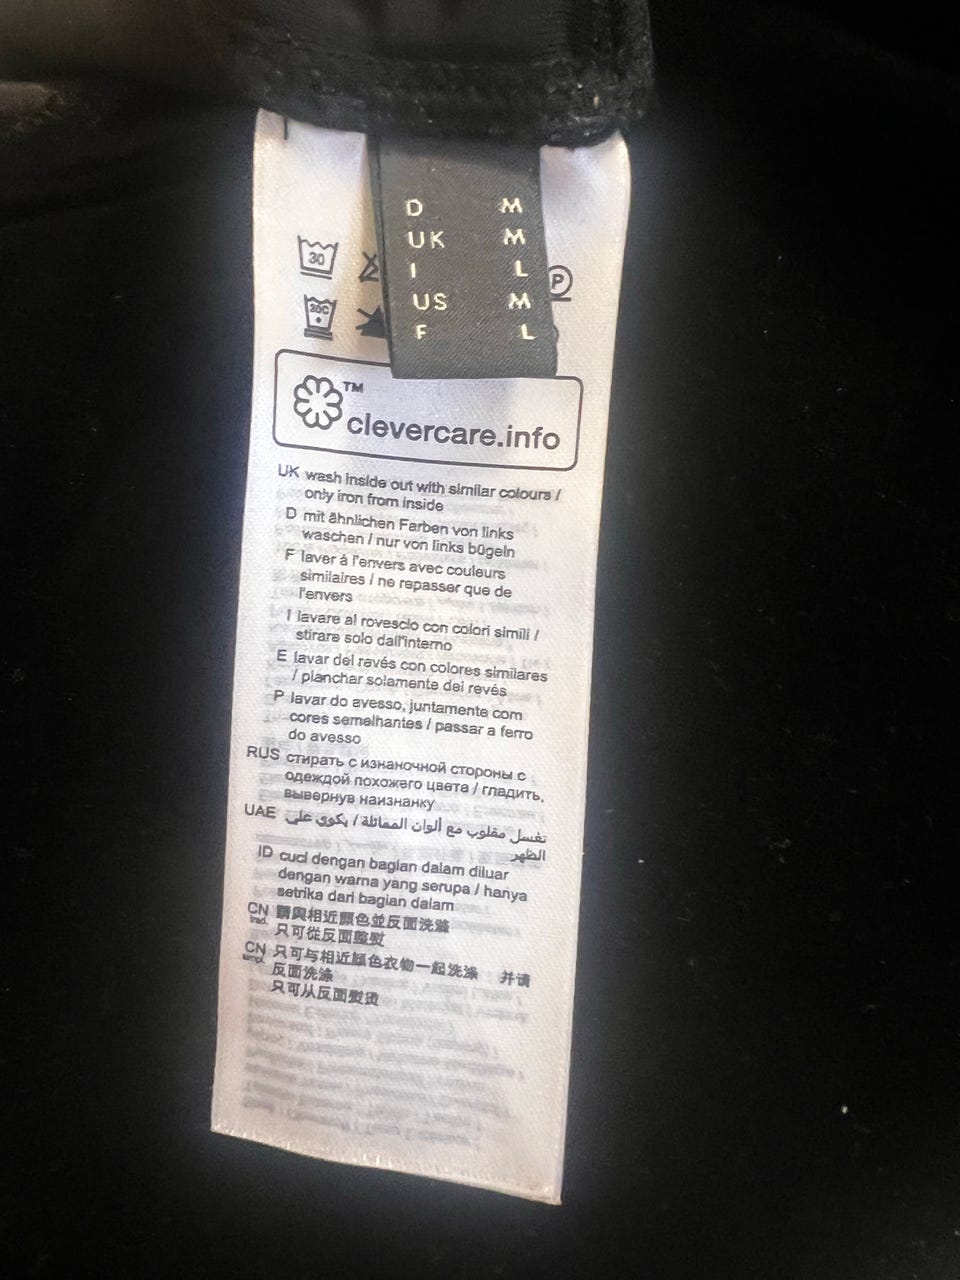 D M
UK M
I L
US M
F L
30
30C
P
TM
clevercare.info
UK wash inside out with similar colours /
only iron from inside
D mit ähnlichen Farben von links
waschen / nur von links bügeln
F laver à l'envers avec couleurs
similaires / ne repasser que de
l'envers
I lavare al rovescio con colori simili /
stirare solo dall'interno
E lavar del revés con colores similares
/ planchar solamente del revés
P lavar do avesso, juntamente com
cores semelhantes / passar a ferro
do avesso
RUS стирать с изнаночной стороны с
одеждой похожего цвета / гладить,
вывернув наизнанку
UAE تغسل مقلوب مع ألوان المماثلة / يكوى على
الظهر
ID cuci dengan bagian dalam diluar
dengan warna yang serupa / hanya
setrika dari bagian dalam
CN trad. 請與相近顏色並反面洗滌
只可從反面整熨
CN simpl. 只可与相近颜色衣物一起洗涤 并请
反面洗涤
只可从反面熨烫